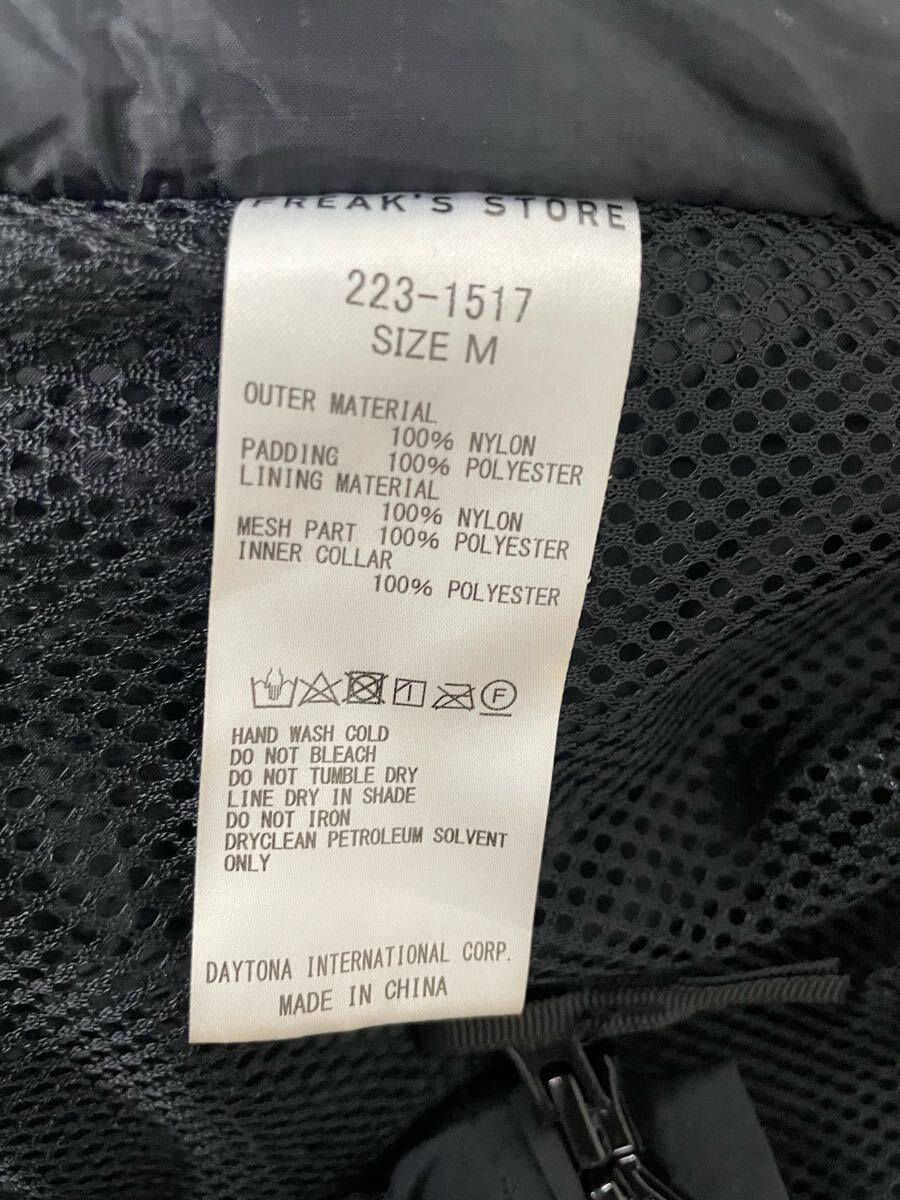 FREAK'S STORE
223-1517
SIZE M
OUTER MATERIAL
100% NYLON
PADDING 100% POLYESTER
LINING MATERIAL
100% NYLON
MESH PART 100% POLYESTER
INNER COLLAR
100% POLYESTER
F
HAND WASH COLD
DO NOT BLEACH
DO NOT TUMBLE DRY
LINE DRY IN SHADE
DO NOT IRON
DRYCLEAN PETROLEUM SOLVENT
ONLY
DAYTONA INTERNATIONAL CORP.
MADE IN CHINA